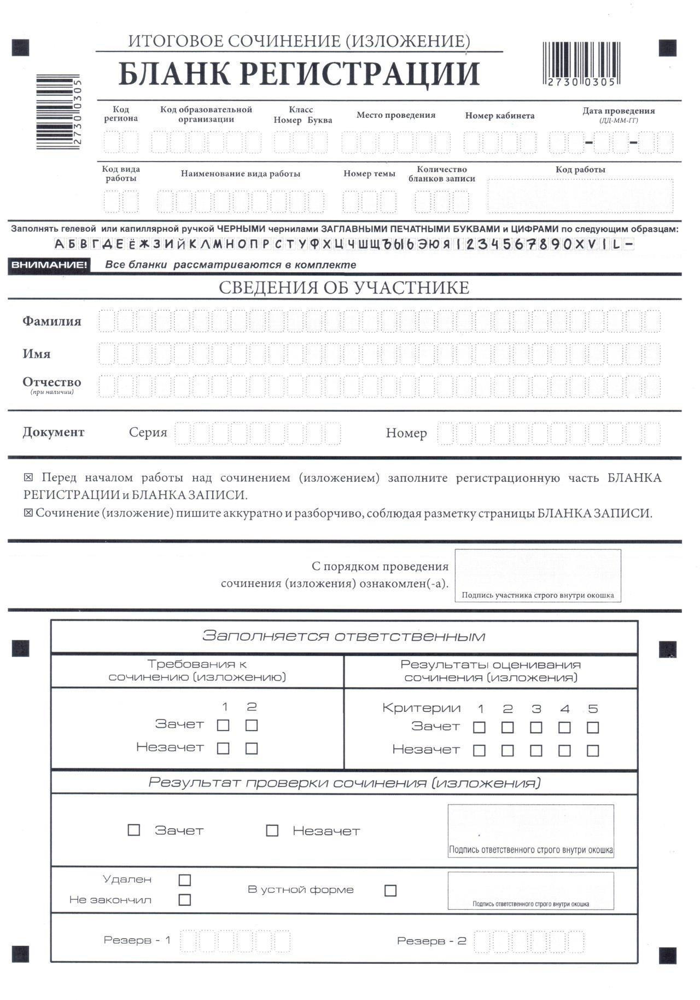 ИТОГОВОЕ СОЧИНЕНИЕ (ИЗЛОЖЕНИЕ)
БЛАНК РЕГИСТРАЦИИ
2730 0305
2730 0305
Код региона
Код образовательной организации
Класс
Номер Буква
Место проведения
Номер кабинета
Дата проведения
(ДД-ММ-ГГ)
Код вида работы
Наименование вида работы
Номер темы
Количество бланков записи
Код работы
Заполнять гелевой или капиллярной ручкой ЧЕРНЫМИ чернилами ЗАГЛАВНЫМИ ПЕЧАТНЫМИ БУКВАМИ и ЦИФРАМИ по следующим образцам:
АБВГДЕЁЖЗИЙКЛМНОПРСТУФХЦЧШЩЪЫЬЭЮЯ1234567890XVIL-
ВНИМАНИЕ! Все бланки рассматриваются в комплекте
СВЕДЕНИЯ ОБ УЧАСТНИКЕ
Фамилия
Имя
Отчество
(при наличии)
Документ Серия Номер
☒ Перед началом работы над сочинением (изложением) заполните регистрационную часть БЛАНКА
РЕГИСТРАЦИИ и БЛАНКА ЗАПИСИ.
☒ Сочинение (изложение) пишите аккуратно и разборчиво, соблюдая разметку страницы БЛАНКА ЗАПИСИ.
С порядком проведения
сочинения (изложения) ознакомлен(-а).
Подпись участника строго внутри окошка
Заполняется ответственным
Требования к
сочинению (изложению)
Результаты оценивания
сочинения (изложения)
1 2
Зачет
Незачет
Критерии 1 2 3 4 5
Зачет
Незачет
Результат проверки сочинения (изложения)
Зачет Незачет
Подпись ответственного строго внутри окошка
Удален
Не закончил
В устной форме
Подпись ответственного строго внутри окошка
Резерв - 1 Резерв - 2